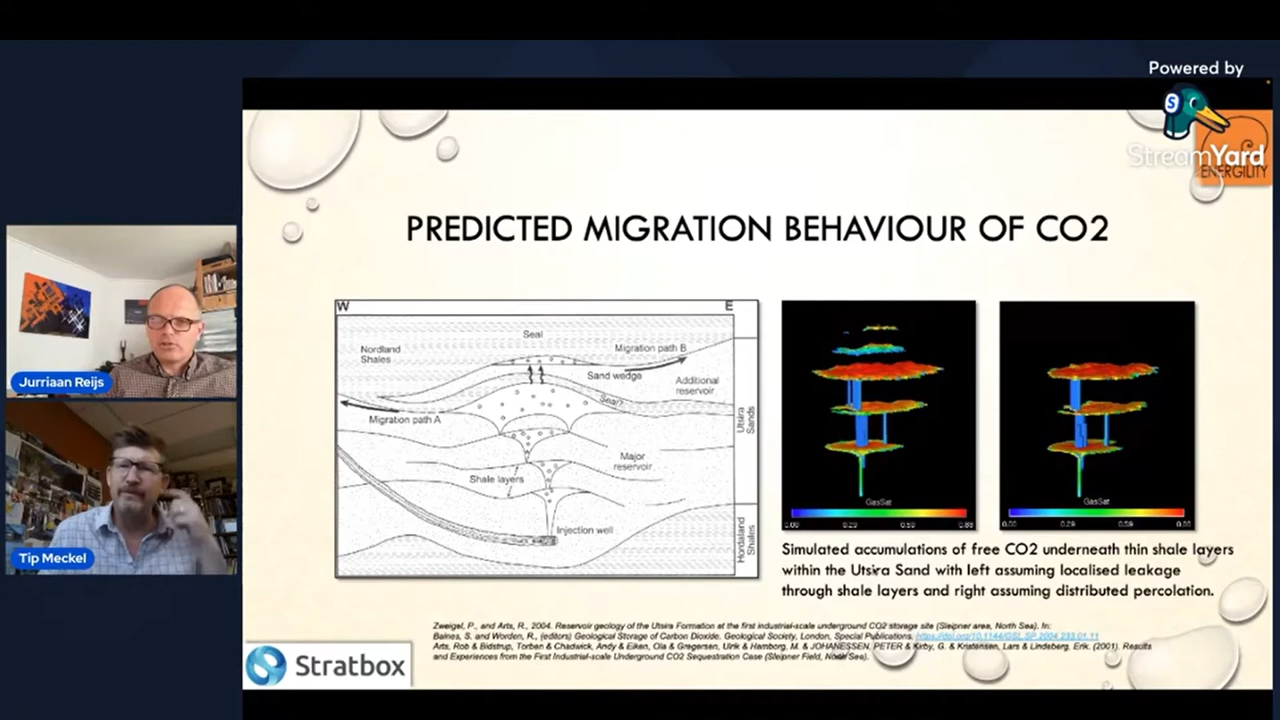 Powered by
StreamYard
ENERGILITY
PREDICTED MIGRATION BEHAVIOUR OF CO2
W
E
Seal
Nordland
Shales
Migration path B
Sand wedge
Additional
reservoir
Seal?
Migration path A
Utsira
Sands
Major
reservoir
Shale layers
Injection well
Hordaland
Shales
GasSat
0.00
0.29
0.59
0.88
GasSat
0.00
0.29
0.59
0.88
Simulated accumulations of free CO2 underneath thin shale layers
within the Utsira Sand with left assuming localised leakage
through shale layers and right assuming distributed percolation.
Zweigel, P., and Arts, R., 2004. Reservoir geology of the Utsira Formation at the first industrial-scale underground CO2 storage site (Sleipner area, North Sea). In:
Baines, S. and Worden, R., (editors) Geological Storage of Carbon Dioxide. Geological Society, London, Special Publications. https://doi.org/10.1144/GSL.SP.2004.233.01.11
Arts, Rob & Bidstrup, Torben & Chadwick, Andy & Eiken, Ola & Gregersen, Ulrik & Hamborg, M. & JOHANESSEN, PETER & Kirby, G. & Kristensen, Lars & Lindeberg. Erik. (2001). Results
and Experiences from the First Industrial-scale Underground CO2 Sequestration Case (Sleipner Field, North Sea).
Stratbox
Jurriaan Reijs
Tip Meckel